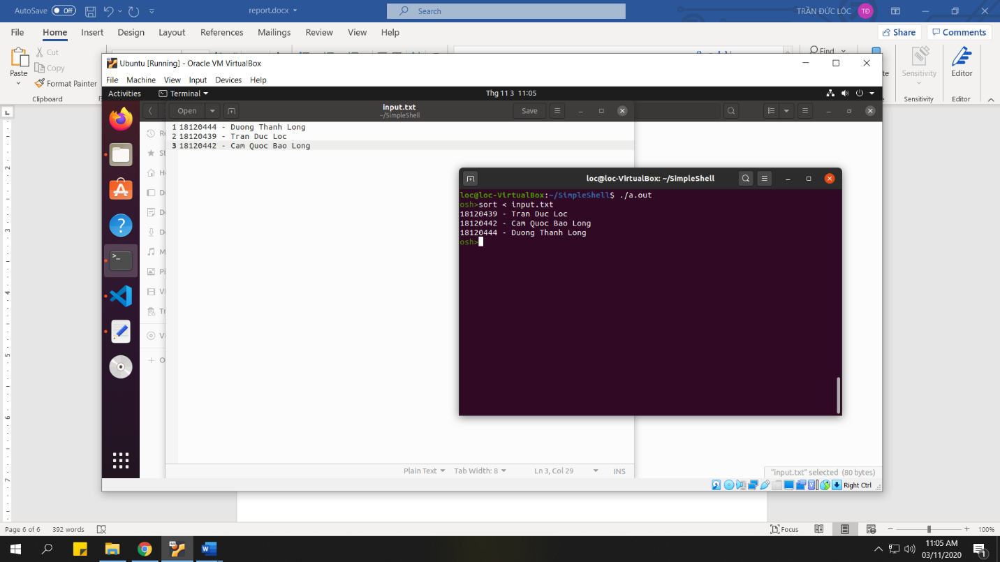 AutoSave Off report.docx Search TRẦN ĐỨC LỘC TĐ
File Home Insert Design Layout References Mailings Review View Help Share Comments
Paste Cut Copy Format Painter Find Sensitivity Editor
Clipboard Sensitivity Editor
Ubuntu [Running] - Oracle VM VirtualBox
File Machine View Input Devices Help
Activities Terminal Thg 11 3 11:05
Open input.txt Save
~/SimpleShell
1 18120444 - Duong Thanh Long
2 18120439 - Tran Duc Loc
3 18120442 - Cam Quoc Bao Long
loc@loc-VirtualBox: ~/SimpleShell
loc@loc-VirtualBox:~/SimpleShell$ ./a.out
osh>sort < input.txt
18120439 - Tran Duc Loc
18120442 - Cam Quoc Bao Long
18120444 - Duong Thanh Long
osh>
Plain Text Tab Width: 8 Ln 3, Col 29 INS
"input.txt" selected (80 bytes)
Right Ctrl
Page 6 of 6 392 words Focus 100%
11:05 AM
03/11/2020 1